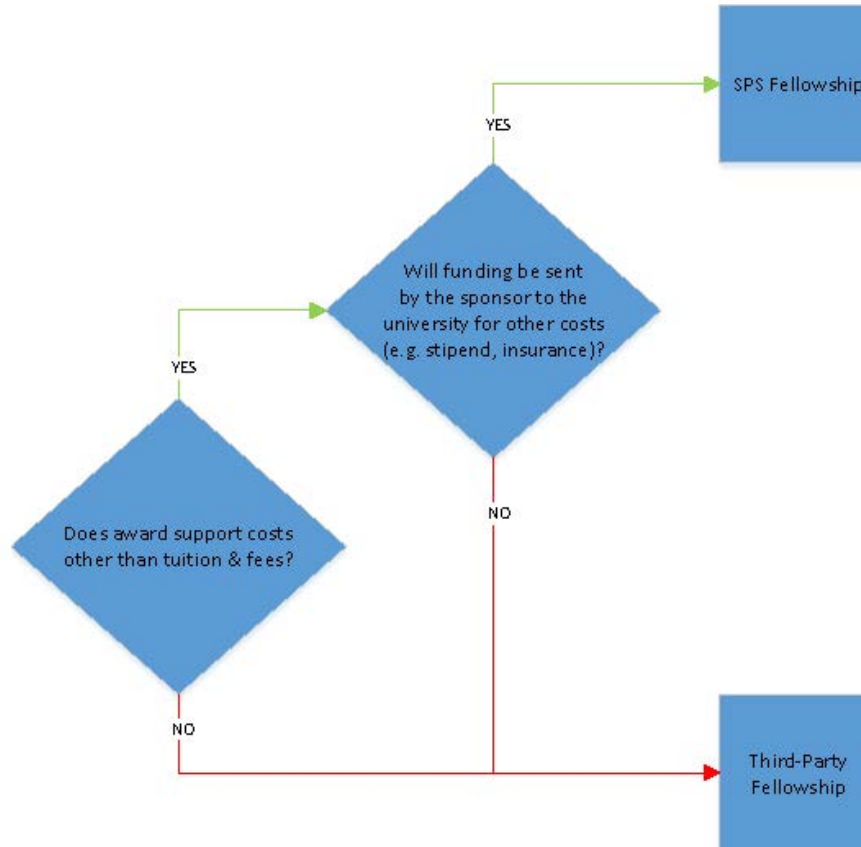 SPS Fellowship
YES
Will funding be sent
by the sponsor to the
university for other costs
(e.g. stipend, insurance)?
YES
NO
Does award support costs
other than tuition & fees?
NO
Third-Party
Fellowship